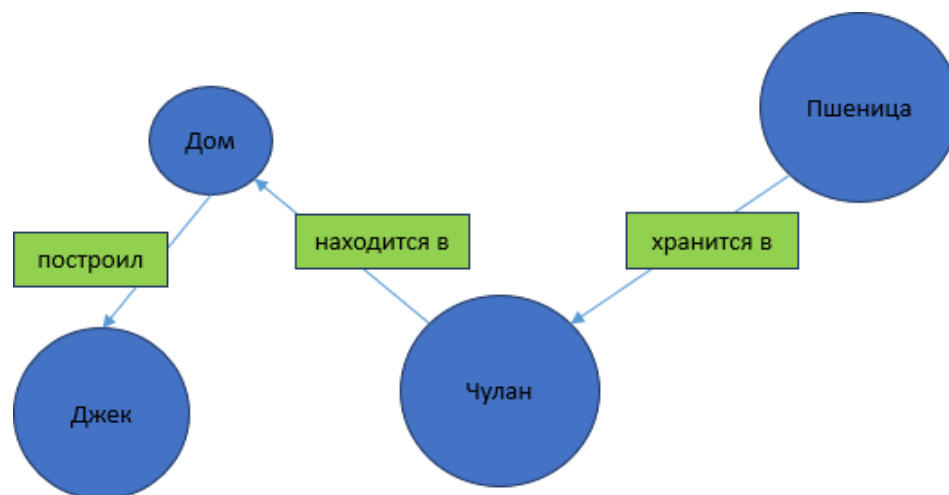 Пшеница
Дом
находится в
хранится в
построил
Чулан
Джек